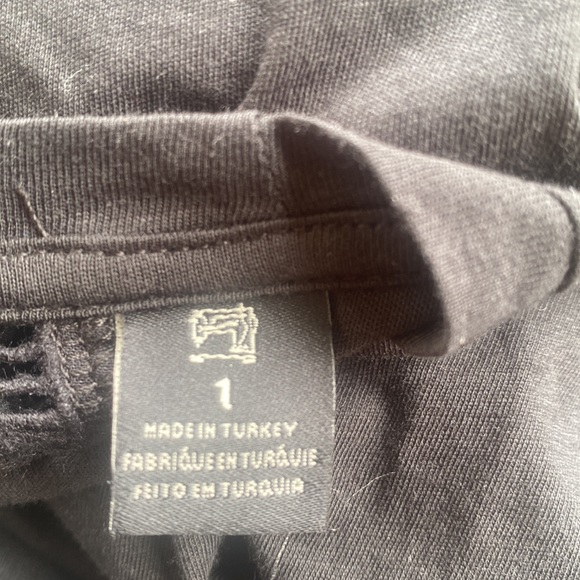 1
MADE IN TURKEY
FABRIQUÉ EN TURQUIE
FEITO EM TURQUIA